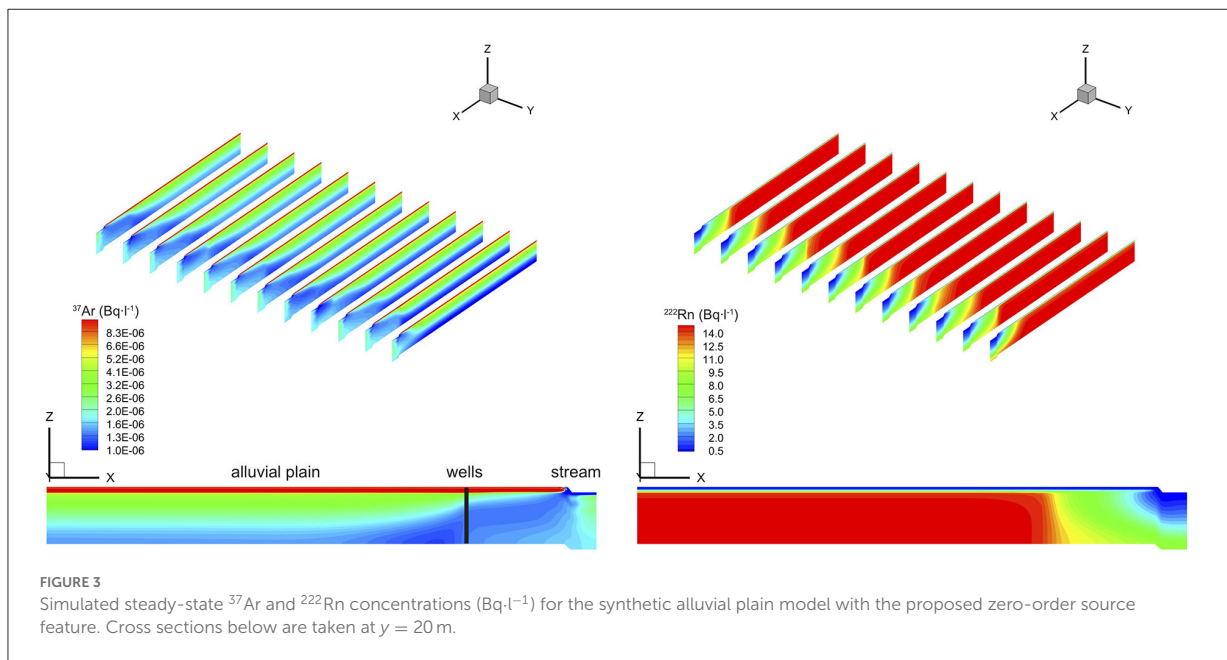 Z
X
Y
³⁷Ar (Bq·l⁻¹)
8.3E-06
6.6E-06
5.2E-06
4.1E-06
3.2E-06
2.6E-06
2.0E-06
1.6E-06
1.3E-06
1.0E-06
Z
X
alluvial plain
wells
stream
Z
X
Y
²²²Rn (Bq·l⁻¹)
14.0
12.5
11.0
9.5
8.0
6.5
5.0
3.5
2.0
0.5
Z
X
FIGURE 3
Simulated steady-state ³⁷Ar and ²²²Rn concentrations (Bq·l⁻¹) for the synthetic alluvial plain model with the proposed zero-order source
feature. Cross sections below are taken at y = 20 m.